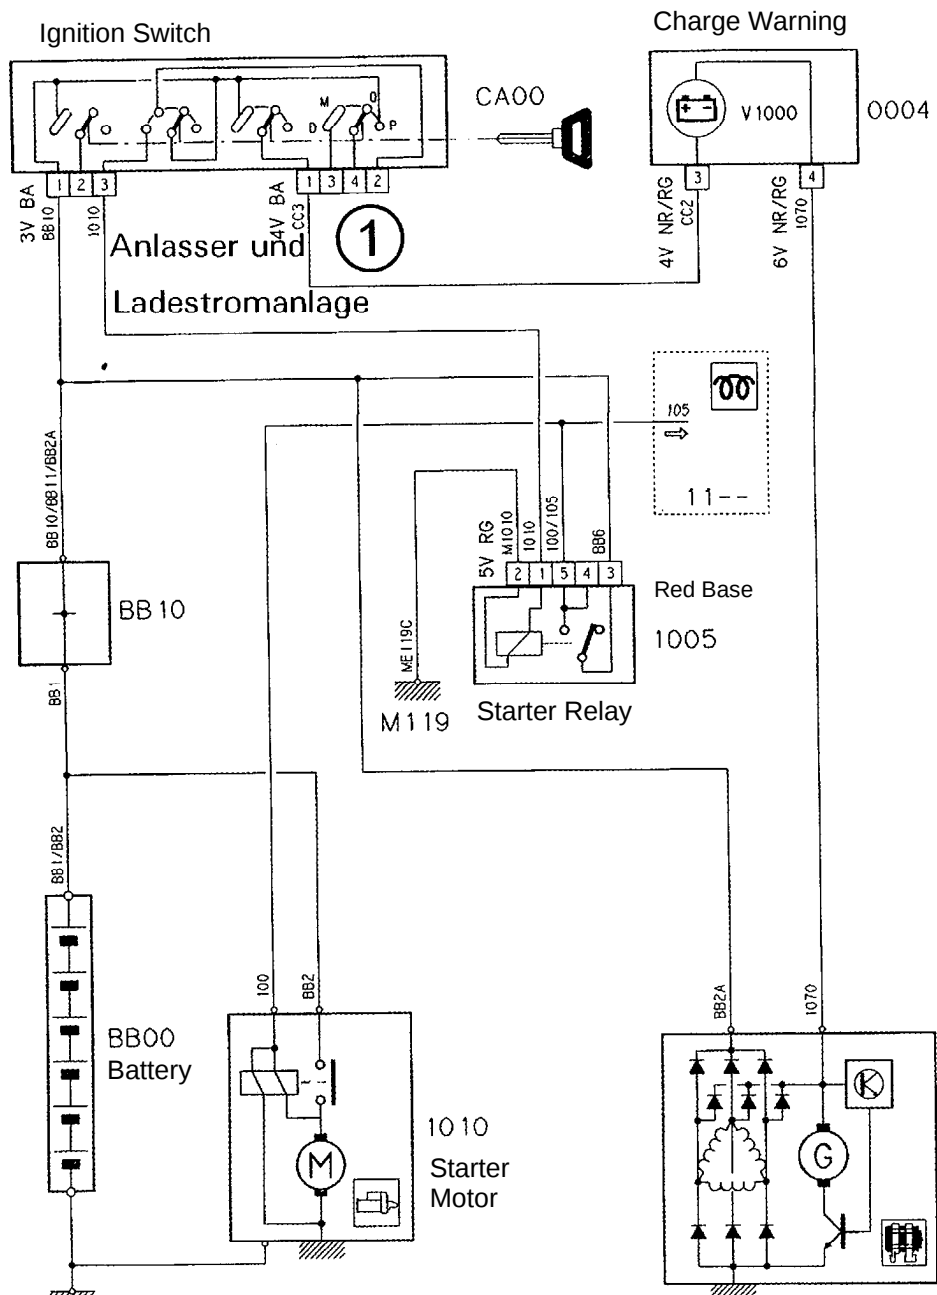 Ignition Switch
Charge Warning
CA00
M
O
D
P
V1000
0004
1 2 3
1 3 4 2
3
4
3V BA
BB10
1010
4V BA
CC3
4V NR/RG
CC2
6V NR/RG
1070
Anlasser und
1
Ladestromanlage
105
11--
BB10/BB11/BB2A
5V RG
M1010
1010
100/105
BB6
2 1 5 4 3
Red Base
1005
BB10
ME119C
M119
Starter Relay
BB1
BB1/BB2
100
BB2
BB2A
1070
BB00
Battery
1010
Starter
Motor
M
G
K